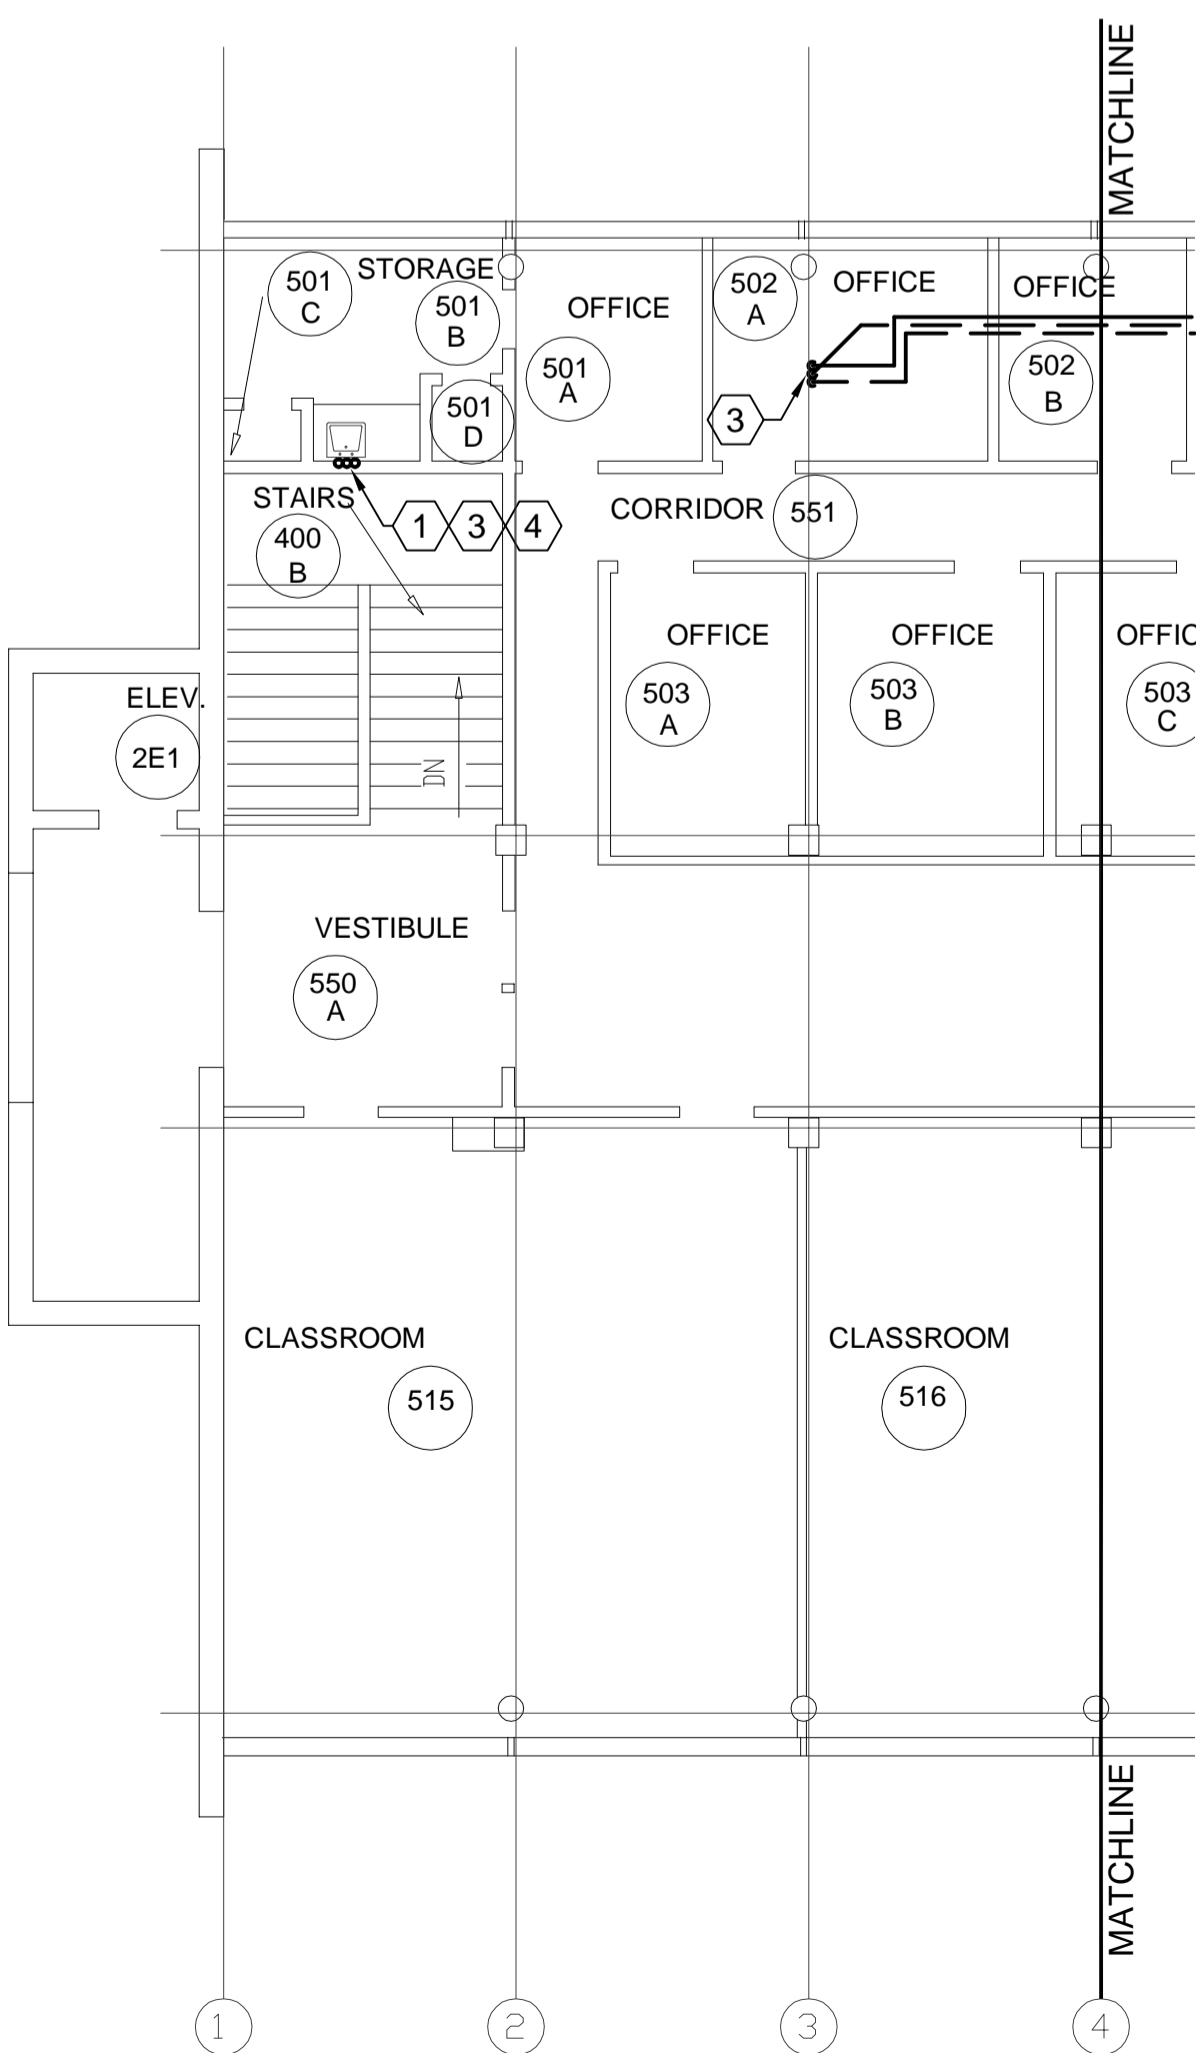 MATCHLINE
STORAGE
501
C
501
B
OFFICE
501
A
502
A
OFFICE
OFFICE
502
B
501
D
3
STAIRS
400
B
1
3
4
CORRIDOR
551
OFFICE
503
A
OFFICE
503
B
OFFIC
503
C
ELEV.
2E1
DN
VESTIBULE
550
A
CLASSROOM
515
CLASSROOM
516
MATCHLINE
1
2
3
4